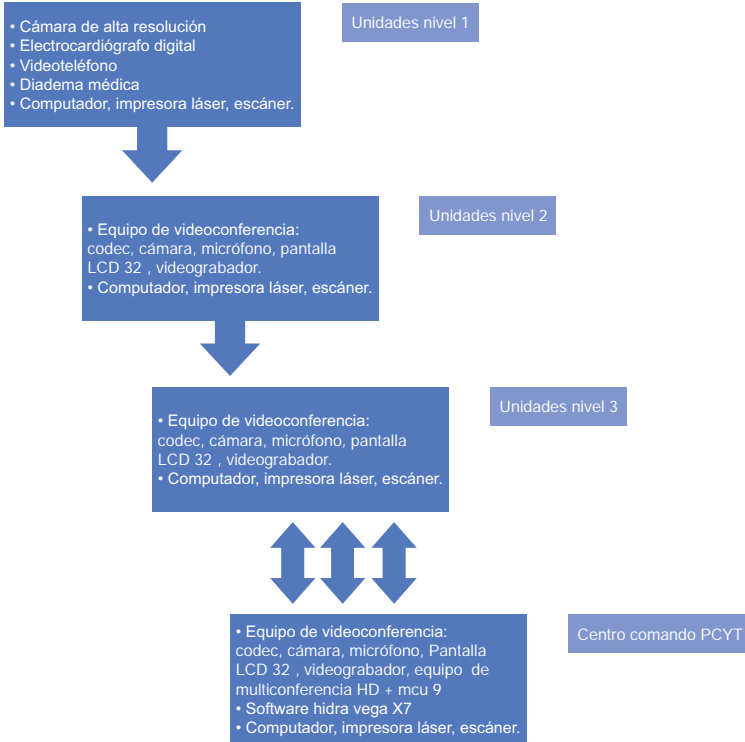 • Cámara de alta resolución
• Electrocardiógrafo digital
• Videoteléfono
• Diadema médica
• Computador, impresora láser, escáner.
Unidades nivel 1
• Equipo de videoconferencia:
codec, cámara, micrófono, pantalla
LCD 32 , videograbador.
• Computador, impresora láser, escáner.
Unidades nivel 2
• Equipo de videoconferencia:
codec, cámara, micrófono, pantalla
LCD 32 , videograbador.
• Computador, impresora láser, escáner.
Unidades nivel 3
• Equipo de videoconferencia:
codec, cámara, micrófono, Pantalla
LCD 32 , videograbador, equipo de
multiconferencia HD + mcu 9
• Software hidra vega X7
• Computador, impresora láser, escáner.
Centro comando PCYT